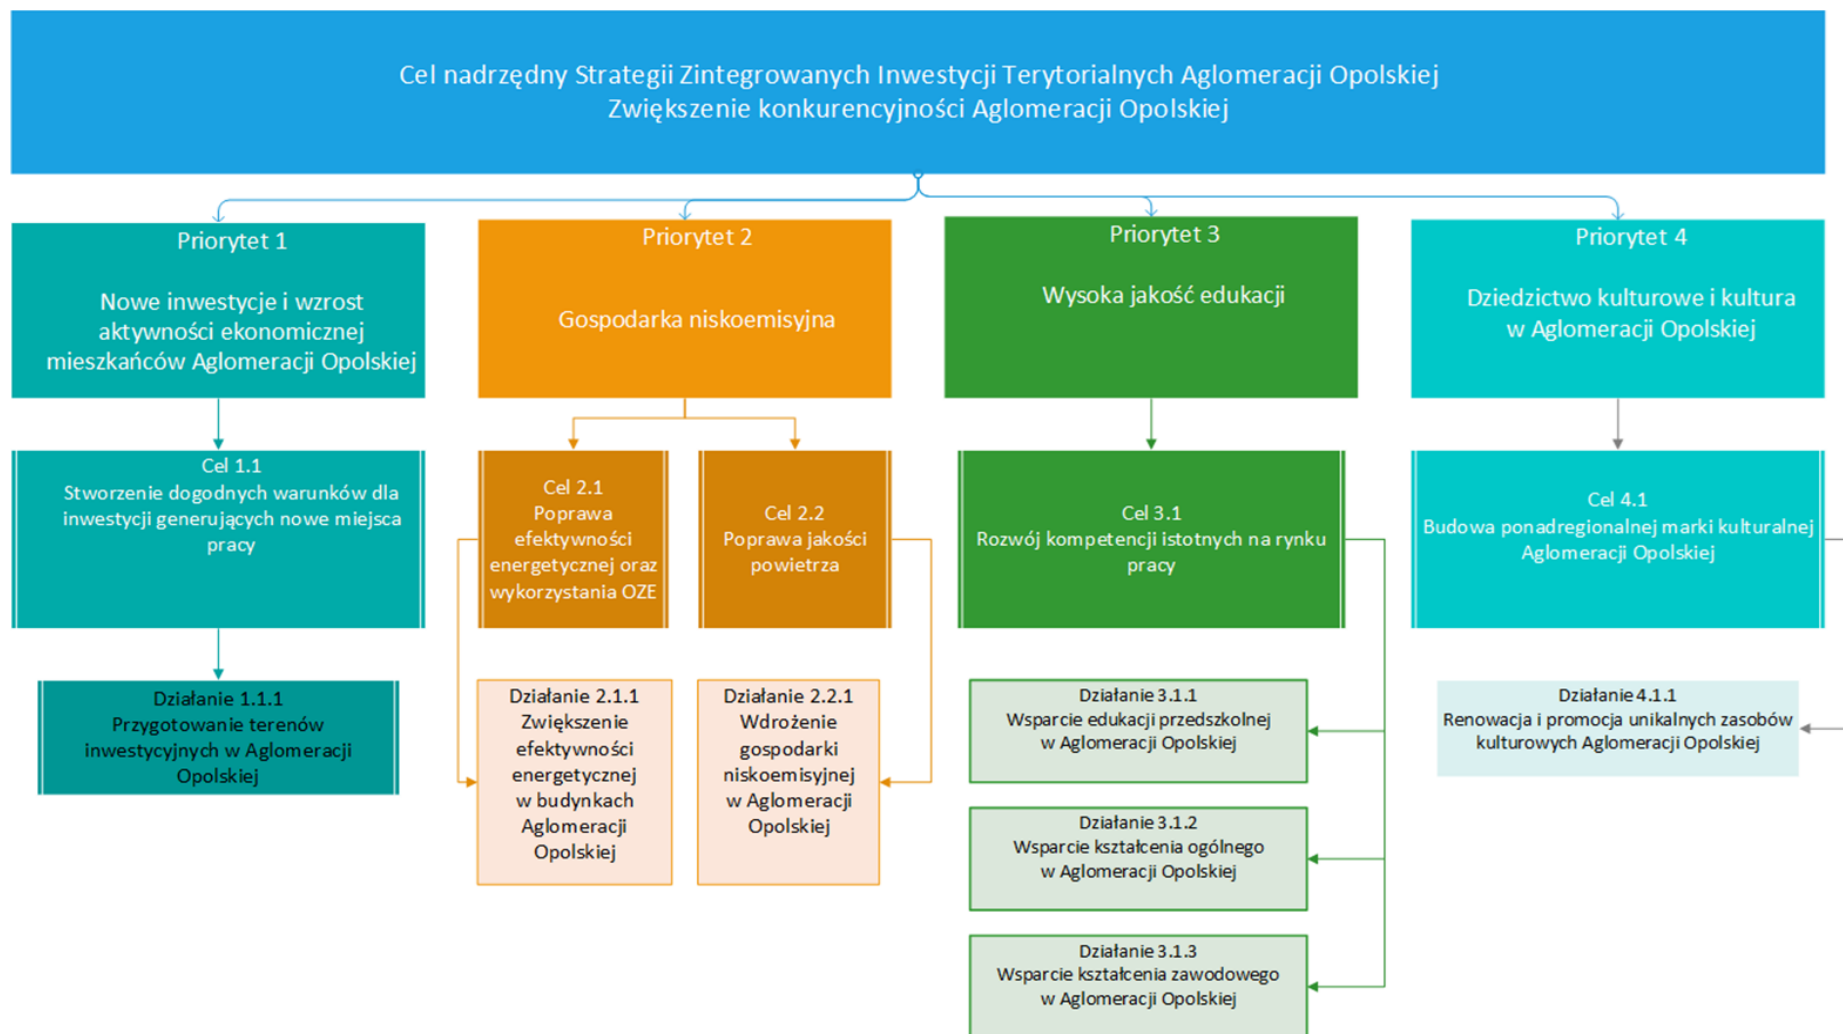 Cel nadrzędny Strategii Zintegrowanych Inwestycji Terytorialnych Aglomeracji Opolskiej
Zwiększenie konkurencyjności Aglomeracji Opolskiej
Priorytet 1
Nowe inwestycje i wzrost
aktywności ekonomicznej
mieszkańców Aglomeracji Opolskiej
Priorytet 2
Gospodarka niskoemisyjna
Priorytet 3
Wysoka jakość edukacji
Priorytet 4
Dziedzictwo kulturowe i kultura
w Aglomeracji Opolskiej
Cel 1.1
Stworzenie dogodnych warunków dla
inwestycji generujących nowe miejsca
pracy
Cel 2.1
Poprawa
efektywności
energetycznej oraz
wykorzystania OZE
Cel 2.2
Poprawa jakości
powietrza
Cel 3.1
Rozwój kompetencji istotnych na rynku
pracy
Cel 4.1
Budowa ponadregionalnej marki kulturalnej
Aglomeracji Opolskiej
Działanie 1.1.1
Przygotowanie terenów
inwestycyjnych w Aglomeracji
Opolskiej
Działanie 2.1.1
Zwiększenie
efektywności
energetycznej
w budynkach
Aglomeracji
Opolskiej
Działanie 2.2.1
Wdrożenie
gospodarki
niskoemisyjnej
w Aglomeracji
Opolskiej
Działanie 3.1.1
Wsparcie edukacji przedszkolnej
w Aglomeracji Opolskiej
Działanie 3.1.2
Wsparcie kształcenia ogólnego
w Aglomeracji Opolskiej
Działanie 3.1.3
Wsparcie kształcenia zawodowego
w Aglomeracji Opolskiej
Działanie 4.1.1
Renowacja i promocja unikalnych zasobów
kulturowych Aglomeracji Opolskiej